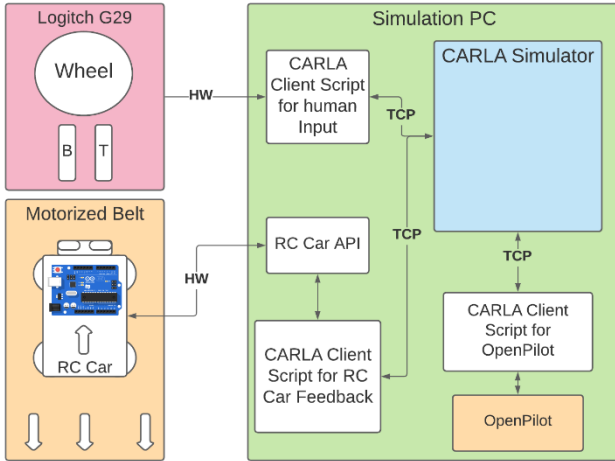 Logitch G29
Wheel
B
T
HW
Motorized Belt
RC Car
HW
Simulation PC
CARLA
Client Script
for human
Input
TCP
CARLA Simulator
RC Car API
TCP
TCP
CARLA Client
Script for RC
Car Feedback
CARLA Client
Script for
OpenPilot
OpenPilot